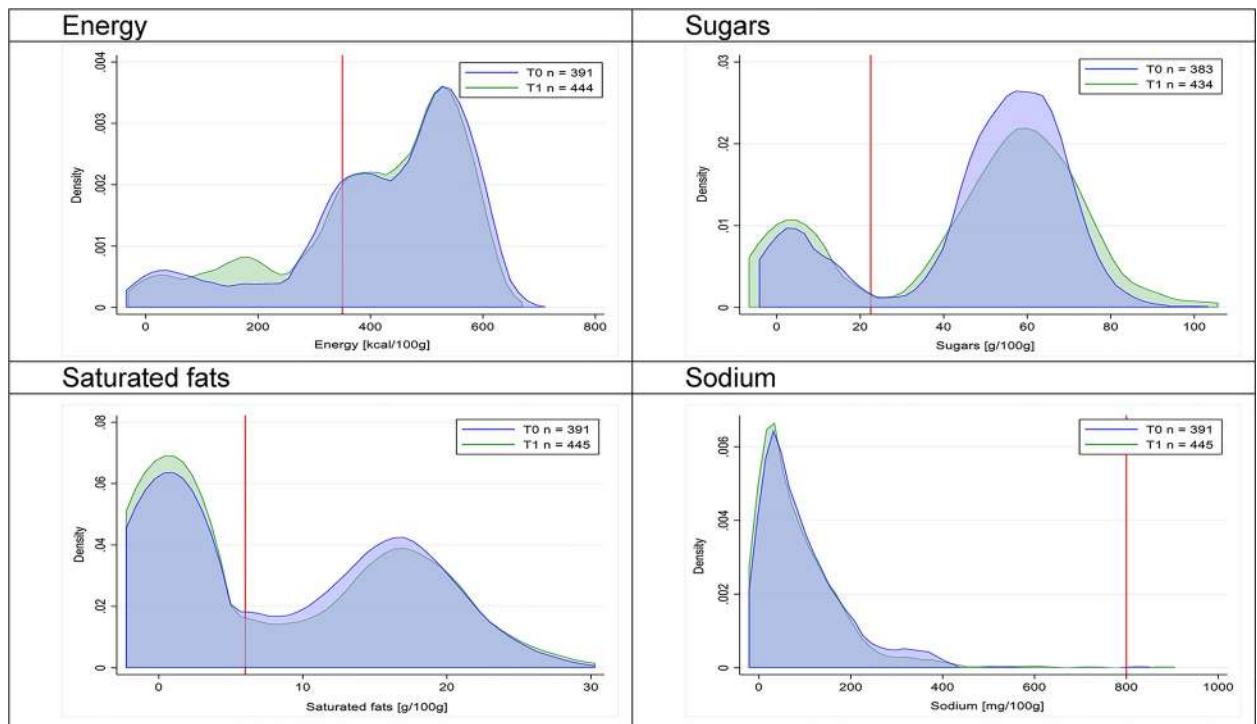 Energy
T0 n = 391
T1 n = 444
.004
.003
.002
.001
0
Density
0 200 400 600 800
Energy [kcal/100g]
Sugars
T0 n = 383
T1 n = 434
.03
.02
.01
0
Density
0 20 40 60 80 100
Sugars [g/100g]
Saturated fats
T0 n = 391
T1 n = 445
.08
.06
.04
.02
0
Density
0 10 20 30
Saturated fats [g/100g]
Sodium
T0 n = 391
T1 n = 445
.006
.004
.002
0
Density
0 200 400 600 800 1000
Sodium [mg/100g]